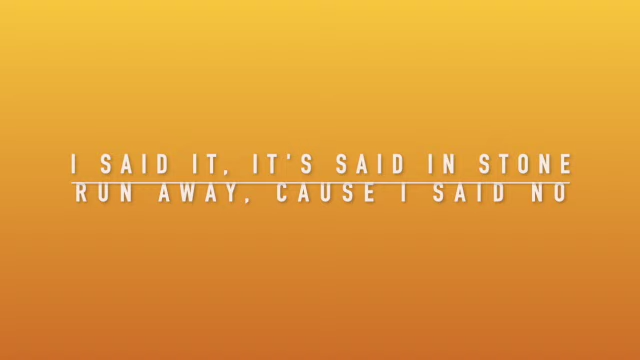 I SAID IT, IT'S SAID IN STONE
RUN AWAY, CAUSE I SAID NO